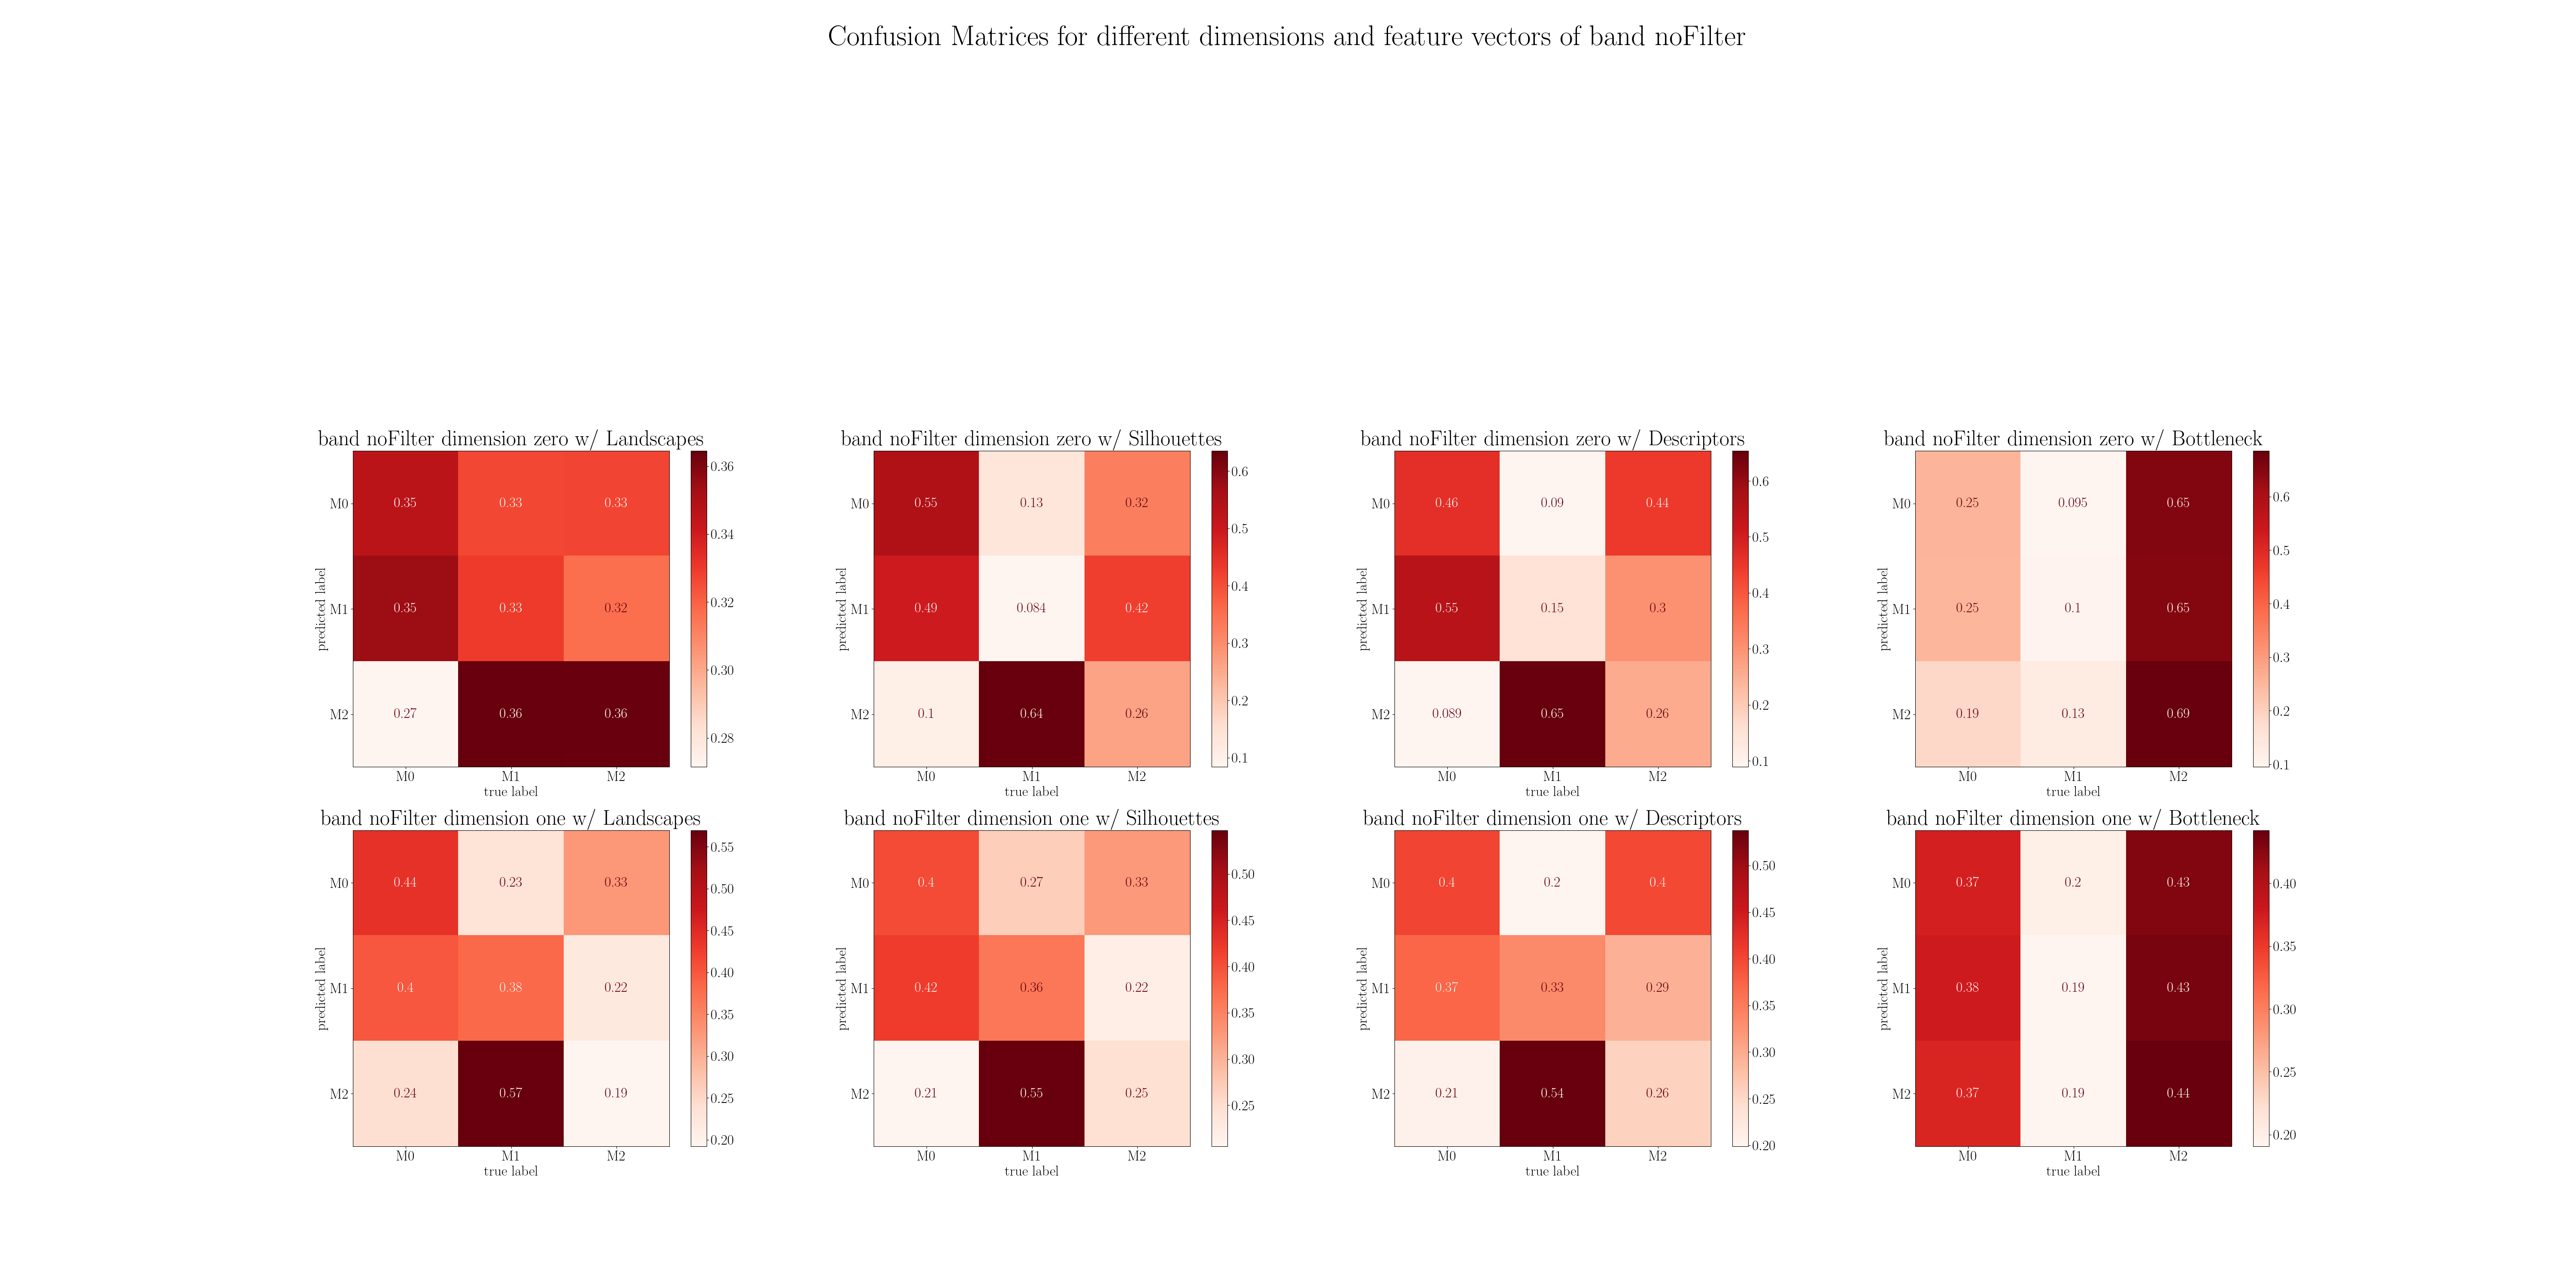 Confusion Matrices for different dimensions and feature vectors of band noFilter
band noFilter dimension zero w/ Landscapes
0.36
M0 0.35 0.33 0.33
0.34
predicted label
0.32
M1 0.35 0.33 0.32
0.30
M2 0.27 0.36 0.36
0.28
M0 M1 M2
true label
band noFilter dimension zero w/ Silhouettes
0.6
M0 0.55 0.13 0.32
0.5
predicted label
0.4
M1 0.49 0.084 0.42
0.3
0.2
M2 0.1 0.64 0.26
0.1
M0 M1 M2
true label
band noFilter dimension zero w/ Descriptors
0.6
M0 0.46 0.09 0.44
0.5
predicted label
0.4
M1 0.55 0.15 0.3
0.3
0.2
M2 0.089 0.65 0.26
0.1
M0 M1 M2
true label
band noFilter dimension zero w/ Bottleneck
0.6
M0 0.25 0.095 0.65
0.5
predicted label
0.4
M1 0.25 0.1 0.65
0.3
0.2
M2 0.19 0.13 0.69
0.1
M0 M1 M2
true label
band noFilter dimension one w/ Landscapes
0.55
M0 0.44 0.23 0.33
0.50
0.45
predicted label
0.40
M1 0.4 0.38 0.22
0.35
0.30
M2 0.24 0.57 0.19
0.25
0.20
M0 M1 M2
true label
band noFilter dimension one w/ Silhouettes
0.50
M0 0.4 0.27 0.33
0.45
predicted label
0.40
M1 0.42 0.36 0.22
0.35
0.30
M2 0.21 0.55 0.25
0.25
M0 M1 M2
true label
band noFilter dimension one w/ Descriptors
0.50
M0 0.4 0.2 0.4
0.45
predicted label
0.40
M1 0.37 0.33 0.29
0.35
0.30
M2 0.21 0.54 0.26
0.25
0.20
M0 M1 M2
true label
band noFilter dimension one w/ Bottleneck
0.40
M0 0.37 0.2 0.43
0.35
predicted label
M1 0.38 0.19 0.43
0.30
0.25
M2 0.37 0.19 0.44
0.20
M0 M1 M2
true label